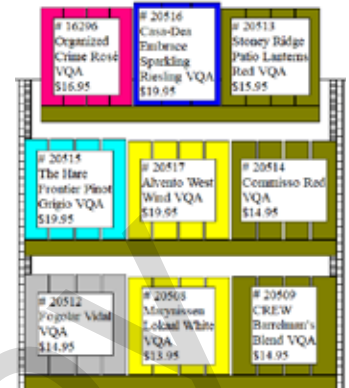 # 16296
Organized
Crime Rosé
VQA
$16.95
# 20516
Casa-Dea
Embrace
Sparkling
Riesling VQA
$19.95
# 20513
Stoney Ridge
Patio Lanterns
Red VQA
$15.95
# 20515
The Hare
Frontier Pinot
Grigio VQA
$19.95
# 20517
Alvento West
Wind VQA
$19.95
# 20514
Commisso Red
VQA
$14.95
# 20512
Fogolar Vidal
VQA
$14.95
# 20508
Marynissen
Lokaal White
VQA
$13.95
# 20509
CREW
Barrelman's
Blend VQA
$14.95